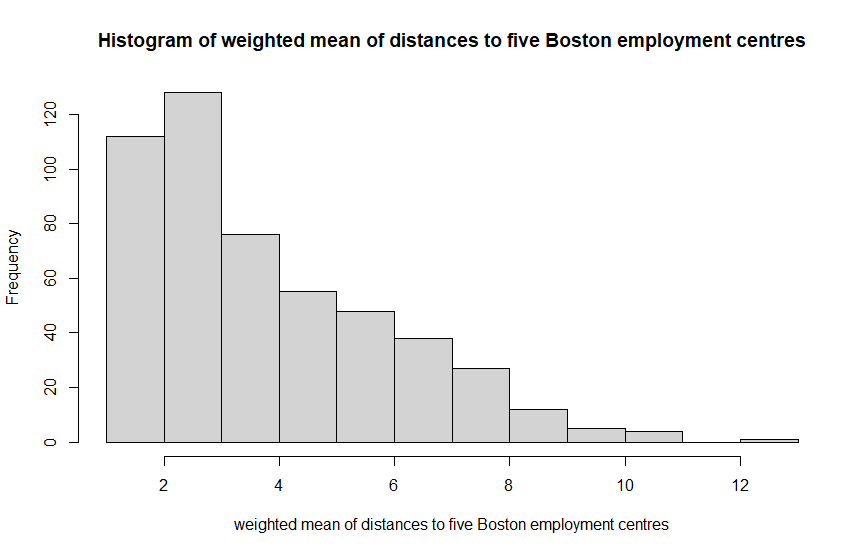 Histogram of weighted mean of distances to five Boston employment centres
Frequency
120
100
80
60
40
20
0
2 4 6 8 10 12
weighted mean of distances to five Boston employment centres